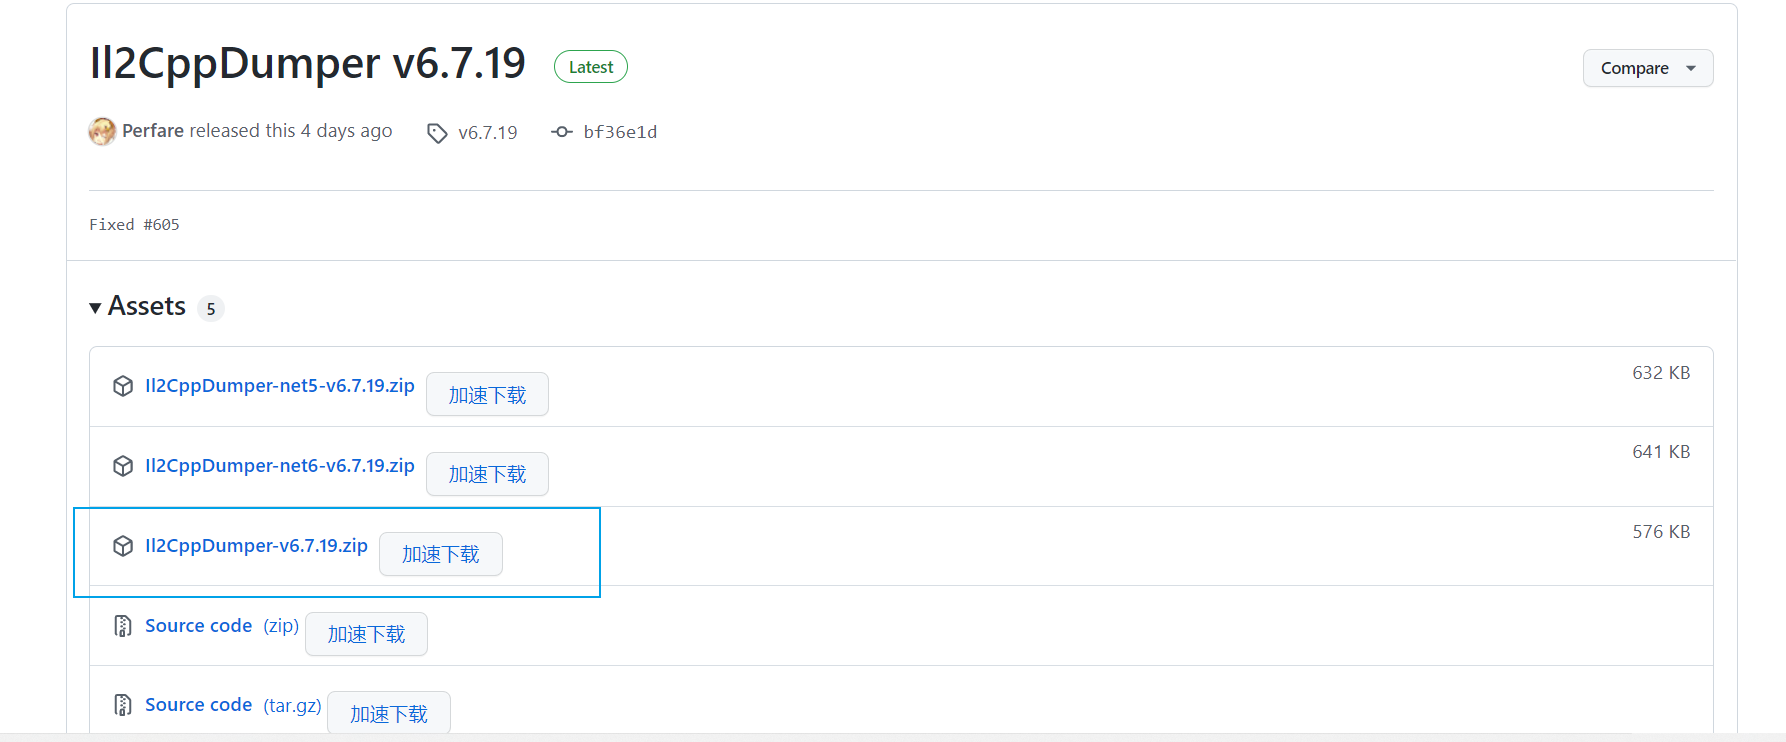 Il2CppDumper v6.7.19 Latest Compare
Perfare released this 4 days ago v6.7.19 bf36e1d
Fixed #605
Assets 5
Il2CppDumper-net5-v6.7.19.zip 加速下载 632 KB
Il2CppDumper-net6-v6.7.19.zip 加速下载 641 KB
Il2CppDumper-v6.7.19.zip 加速下载 576 KB
Source code (zip) 加速下载
Source code (tar.gz) 加速下载